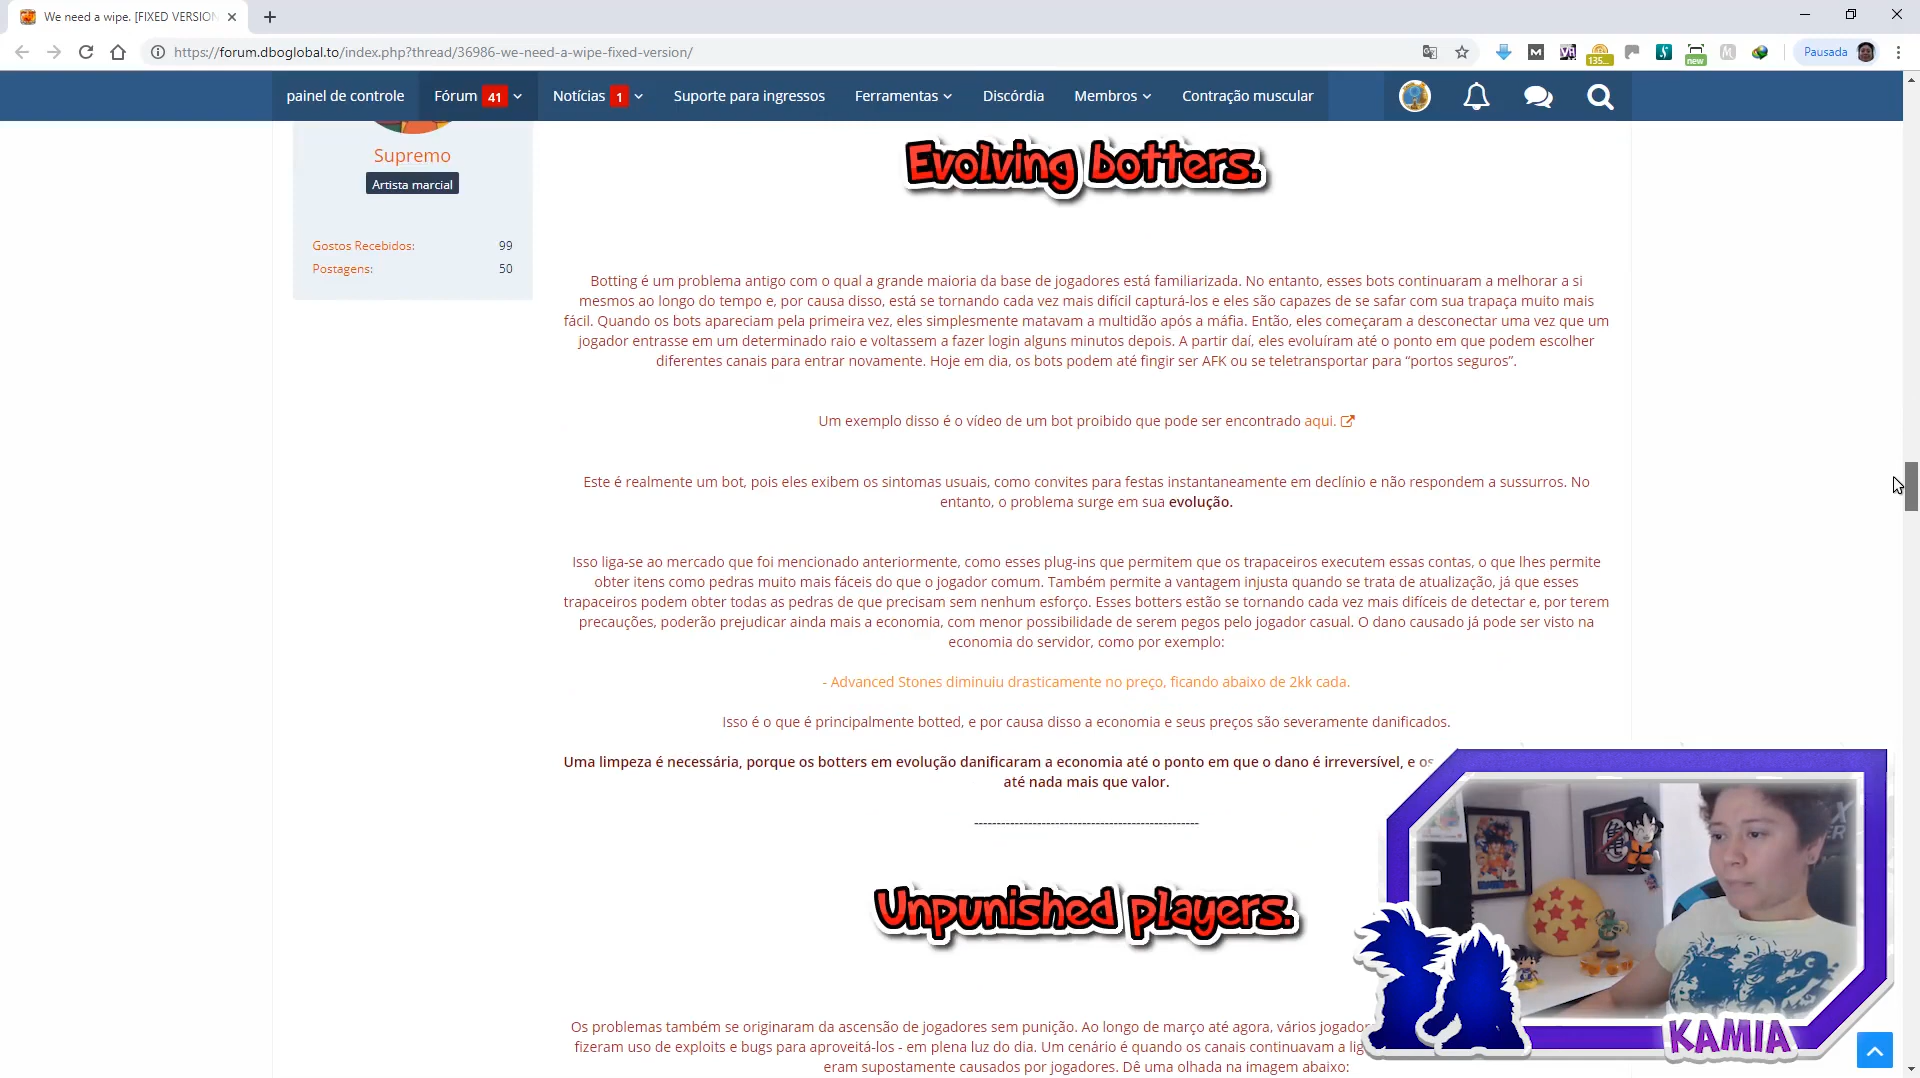 We need a wipe. [FIXED VERSION
https://forum.dboglobal.to/index.php?thread/36986-we-need-a-wipe-fixed-version/
135...
new
Pausada
painel de controle
Fórum 41
Notícias 1
Suporte para ingressos
Ferramentas
Discórdia
Membros
Contração muscular
Supremo
Artista marcial
Gostos Recebidos: 99
Postagens: 50
Evolving botters.
Botting é um problema antigo com o qual a grande maioria da base de jogadores está familiarizada. No entanto, esses bots continuaram a melhorar a si
mesmos ao longo do tempo e, por causa disso, está se tornando cada vez mais difícil capturá-los e eles são capazes de se safar com sua trapaça muito mais
fácil. Quando os bots apareciam pela primeira vez, eles simplesmente matavam a multidão após a máfia. Então, eles começaram a desconectar uma vez que um
jogador entrasse em um determinado raio e voltassem a fazer login alguns minutos depois. A partir daí, eles evoluíram até o ponto em que podem escolher
diferentes canais para entrar novamente. Hoje em dia, os bots podem até fingir ser AFK ou se teletransportar para “portos seguros”.
Um exemplo disso é o vídeo de um bot proibido que pode ser encontrado aqui.
Este é realmente um bot, pois eles exibem os sintomas usuais, como convites para festas instantaneamente em declínio e não respondem a sussurros. No
entanto, o problema surge em sua evolução.
Isso liga-se ao mercado que foi mencionado anteriormente, como esses plug-ins que permitem que os trapaceiros executem essas contas, o que lhes permite
obter itens como pedras muito mais fáceis do que o jogador comum. Também permite a vantagem injusta quando se trata de atualização, já que esses
trapaceiros podem obter todas as pedras de que precisam sem nenhum esforço. Esses botters estão se tornando cada vez mais difíceis de detectar e, por terem
precauções, poderão prejudicar ainda mais a economia, com menor possibilidade de serem pegos pelo jogador casual. O dano causado já pode ser visto na
economia do servidor, como por exemplo:
- Advanced Stones diminuiu drasticamente no preço, ficando abaixo de 2kk cada.
Isso é o que é principalmente botted, e por causa disso a economia e seus preços são severamente danificados.
Uma limpeza é necessária, porque os botters em evolução danificaram a economia até o ponto em que o dano é irreversível, e os
até nada mais que valor.
--------------------------------------------------
Unpunished players.
Os problemas também se originaram da ascensão de jogadores sem punição. Ao longo de março até agora, vários jogador
fizeram uso de exploits e bugs para aproveitá-los - em plena luz do dia. Um cenário é quando os canais continuavam a lig
eram supostamente causados por jogadores. Dê uma olhada na imagem abaixo:
KAMIA